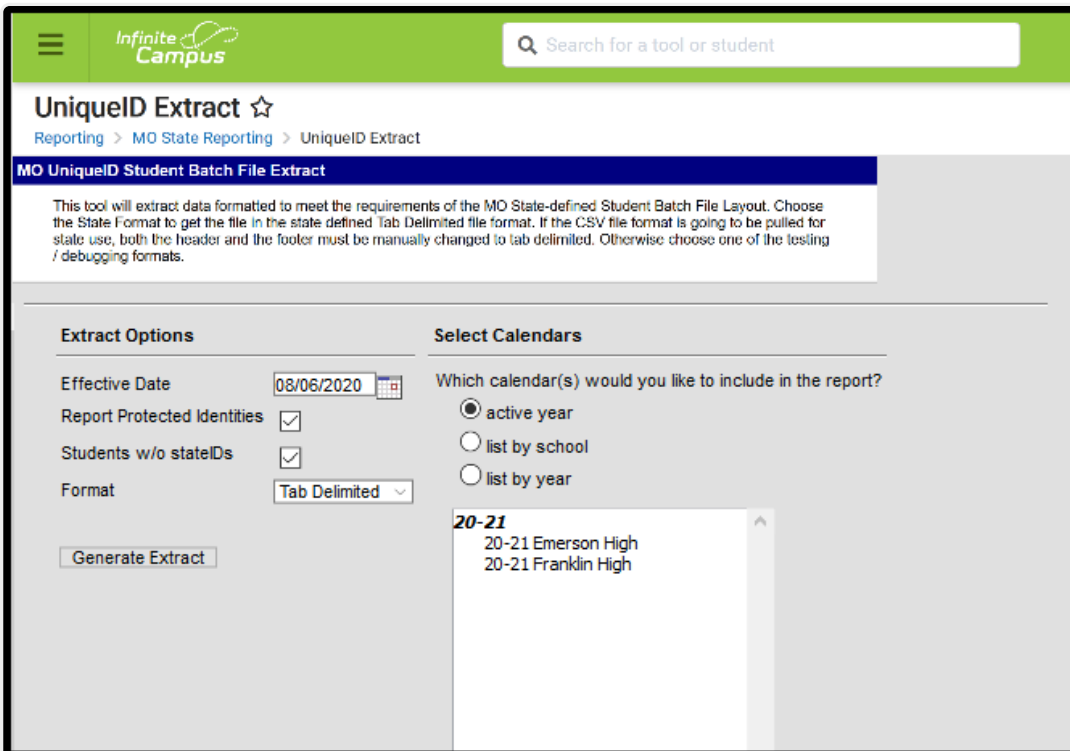 Infinite
Campus
Search for a tool or student
UniqueID Extract
Reporting > MO State Reporting > UniqueID Extract
MO UniqueID Student Batch File Extract
This tool will extract data formatted to meet the requirements of the MO State-defined Student Batch File Layout. Choose
the State Format to get the file in the state defined Tab Delimited file format. If the CSV file format is going to be pulled for
state use, both the header and the footer must be manually changed to tab delimited. Otherwise choose one of the testing
/ debugging formats.
Extract Options
Effective Date 08/06/2020
Report Protected Identities
Students w/o stateIDs
Format Tab Delimited
Generate Extract
Select Calendars
Which calendar(s) would you like to include in the report?
active year
list by school
list by year
20-21
20-21 Emerson High
20-21 Franklin High